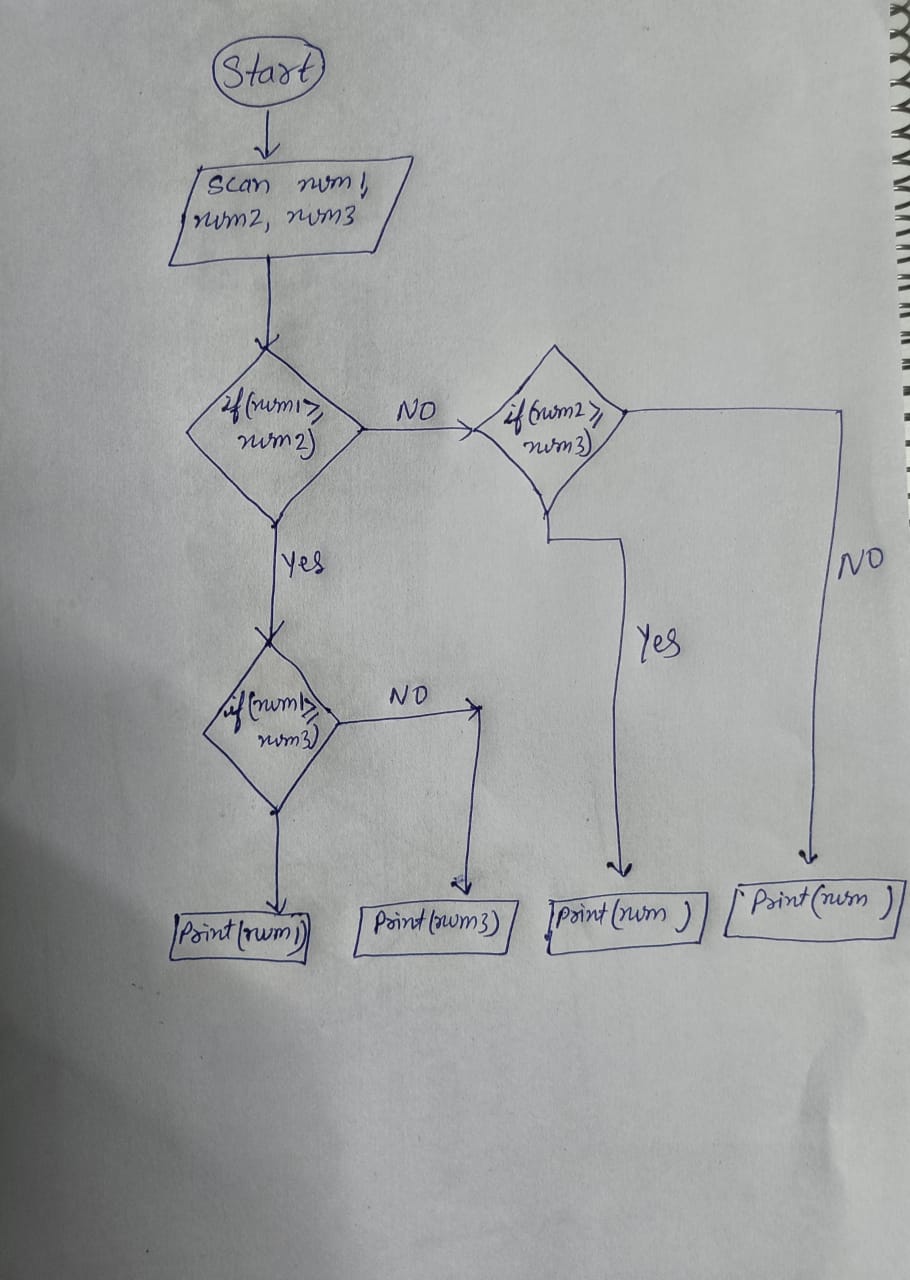 Start
Scan num1,
num2, num3
if(num1⩾
num2)
NO
if(num2⩾
num3)
Yes
NO
Yes
if(num1⩾
num3)
NO
Print(num1)
Print(num3)
Print(num )
Print(num )